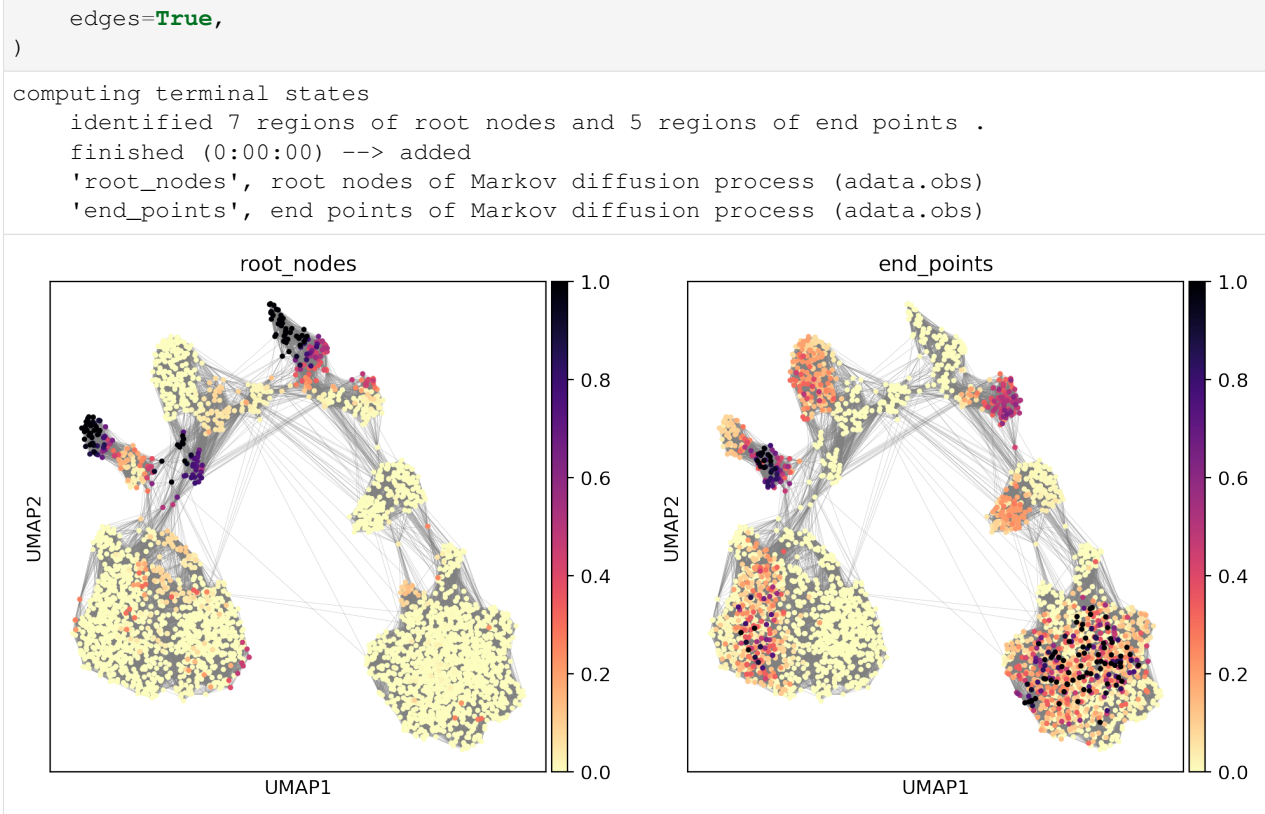 edges=True,
)
computing terminal states
identified 7 regions of root nodes and 5 regions of end points .
finished (0:00:00) --> added
'root_nodes', root nodes of Markov diffusion process (adata.obs)
'end_points', end points of Markov diffusion process (adata.obs)
root_nodes
UMAP2
UMAP1
1.0
0.8
0.6
0.4
0.2
0.0
end_points
UMAP2
UMAP1
1.0
0.8
0.6
0.4
0.2
0.0